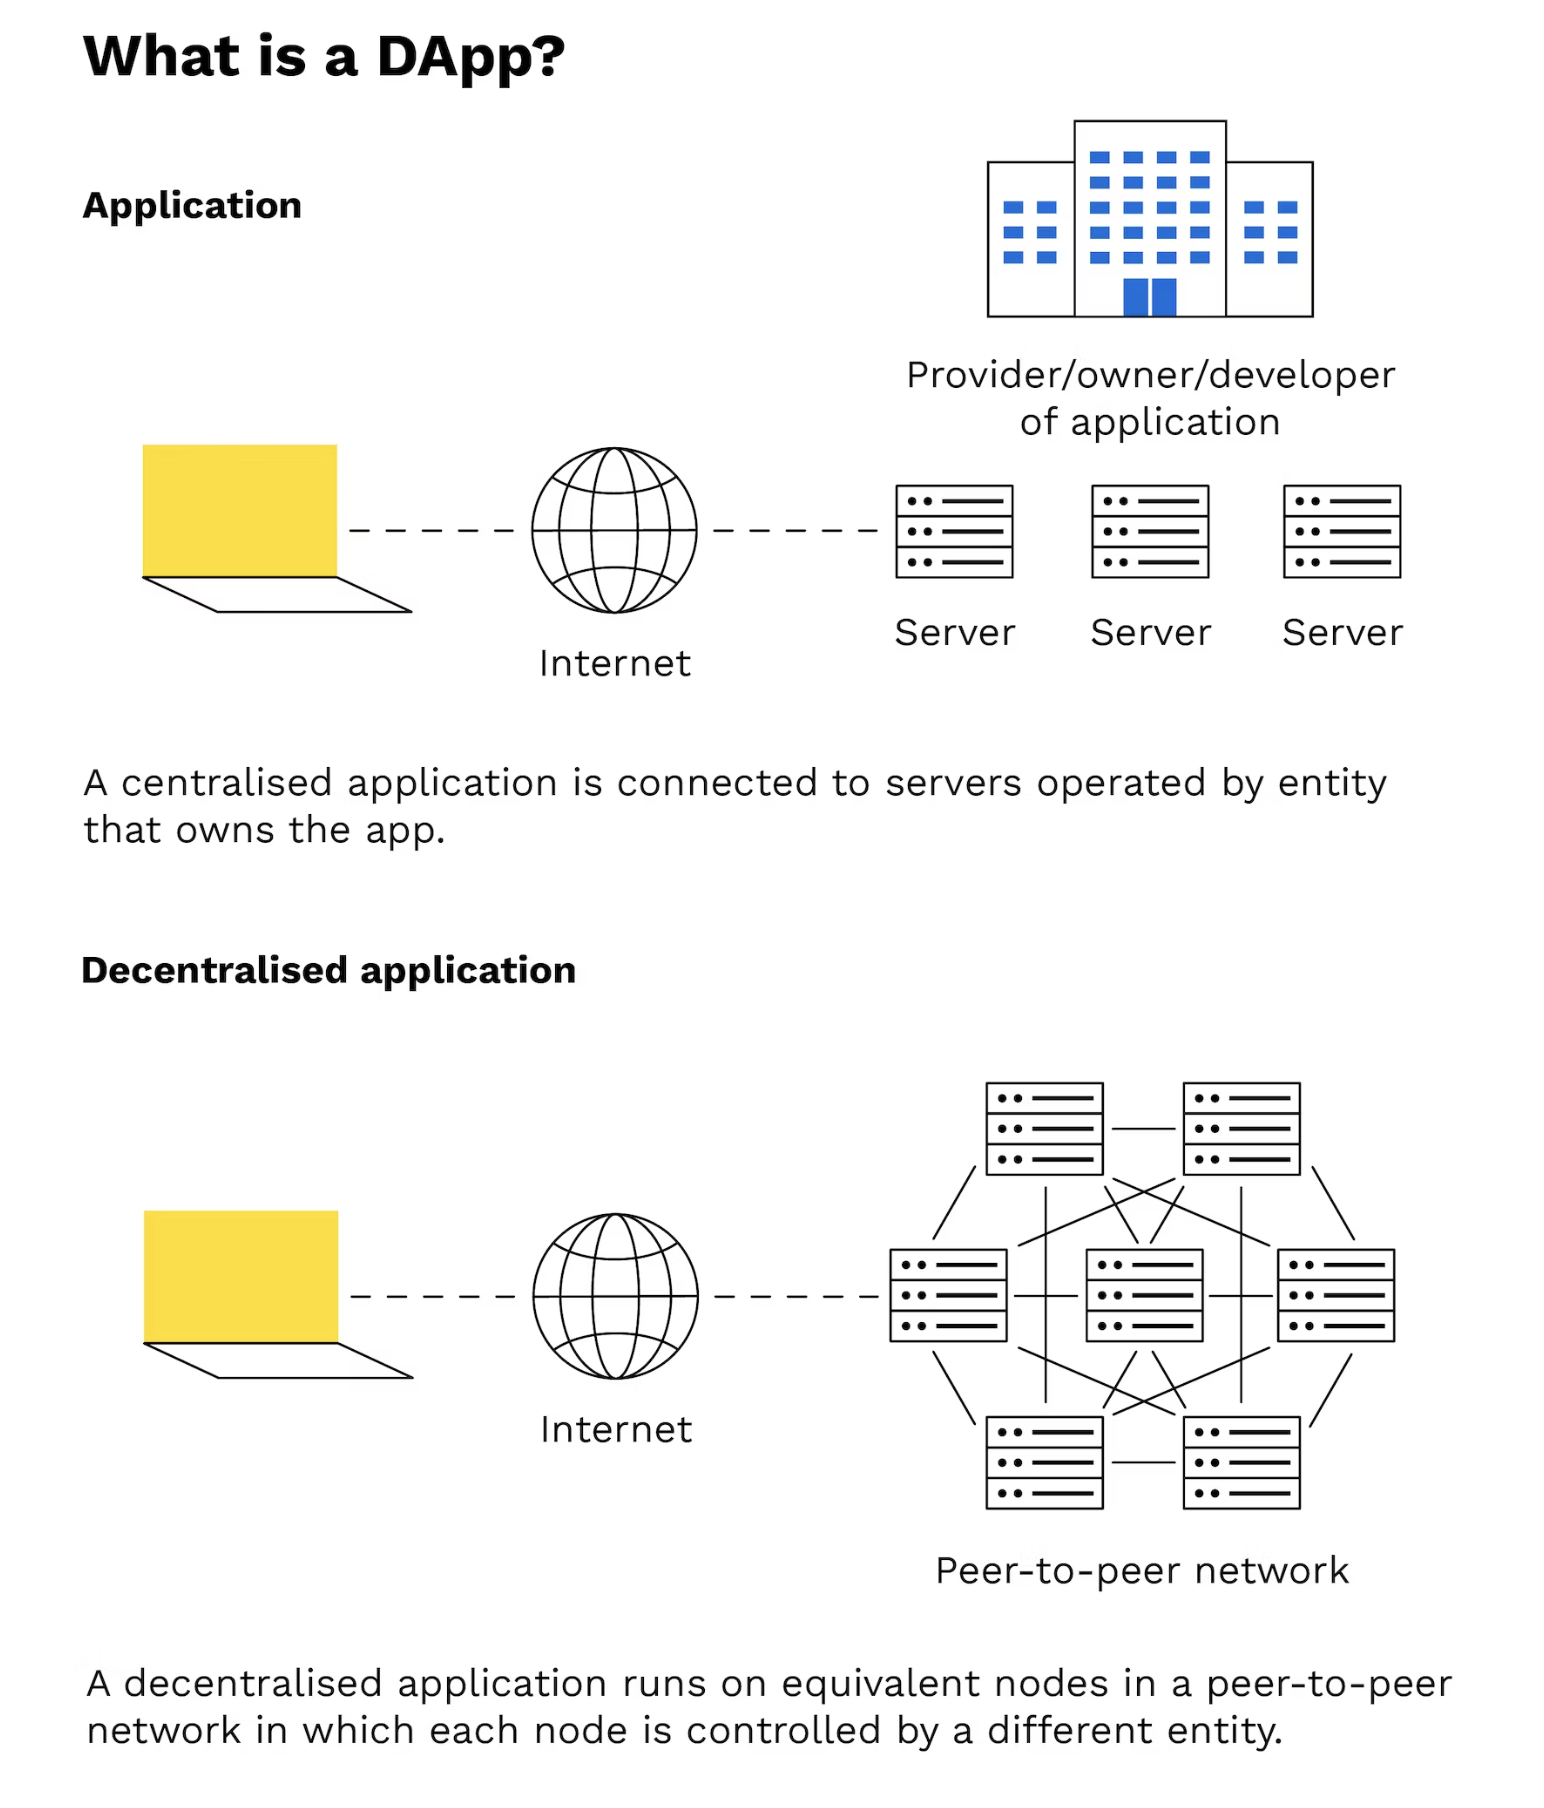 What is a DApp?
Application
Provider/owner/developer
of application
Internet
Server
Server
Server
A centralised application is connected to servers operated by entity
that owns the app.
Decentralised application
Internet
Peer-to-peer network
A decentralised application runs on equivalent nodes in a peer-to-peer
network in which each node is controlled by a different entity.